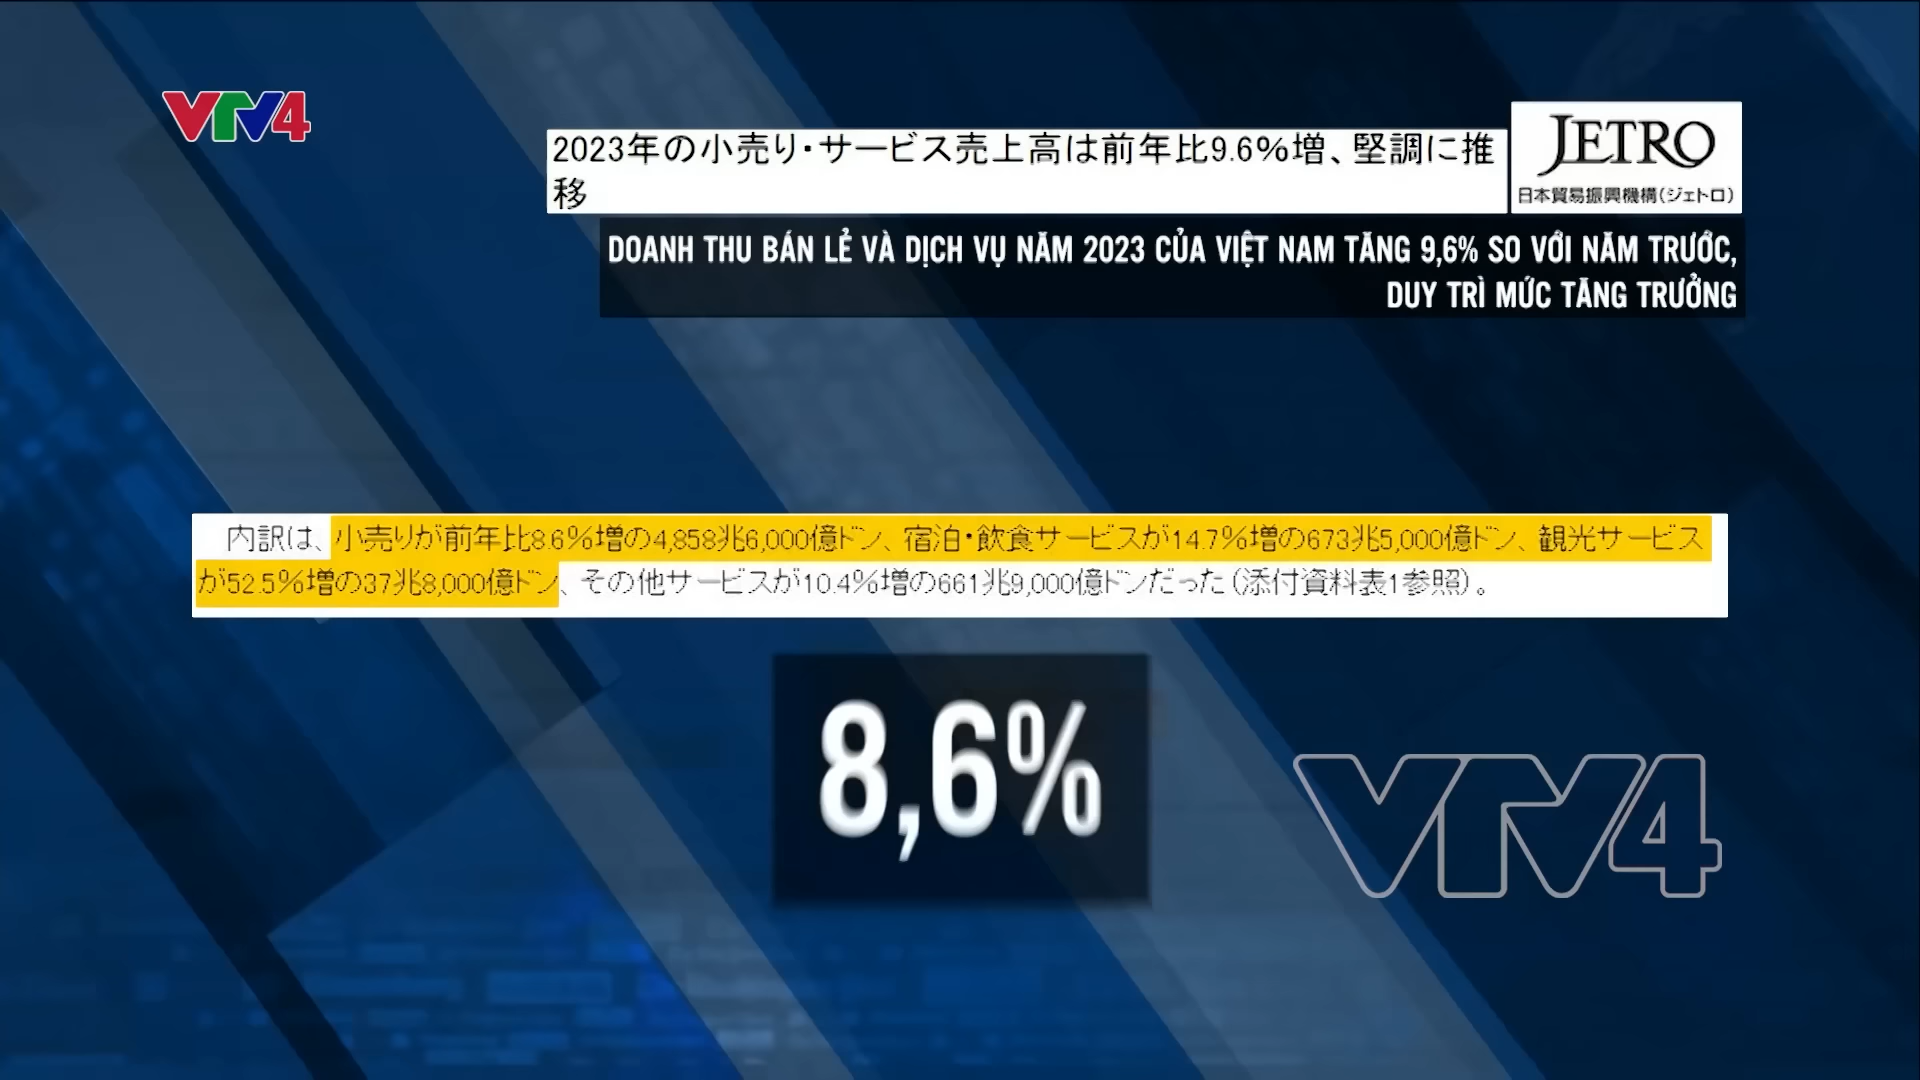 VTV4
2023年の小売り・サービス売上高は前年比9.6%増、堅調に推
移
JETRO
日本貿易振興機構(ジェトロ)
DOANH THU BÁN LẺ VÀ DỊCH VỤ NĂM 2023 CỦA VIỆT NAM TĂNG 9,6% SO VỚI NĂM TRƯỚC,
DUY TRÌ MỨC TĂNG TRƯỞNG
内訳は、小売りが前年比8.6%増の4,858兆6,000億ドン、宿泊・飲食サービスが14.7%増の673兆5,000億ドン、観光サービス
が52.5%増の37兆8,000億ドン、その他サービスが10.4%増の661兆9,000億ドンだった(添付資料表1参照)。
8,6%
VTV4